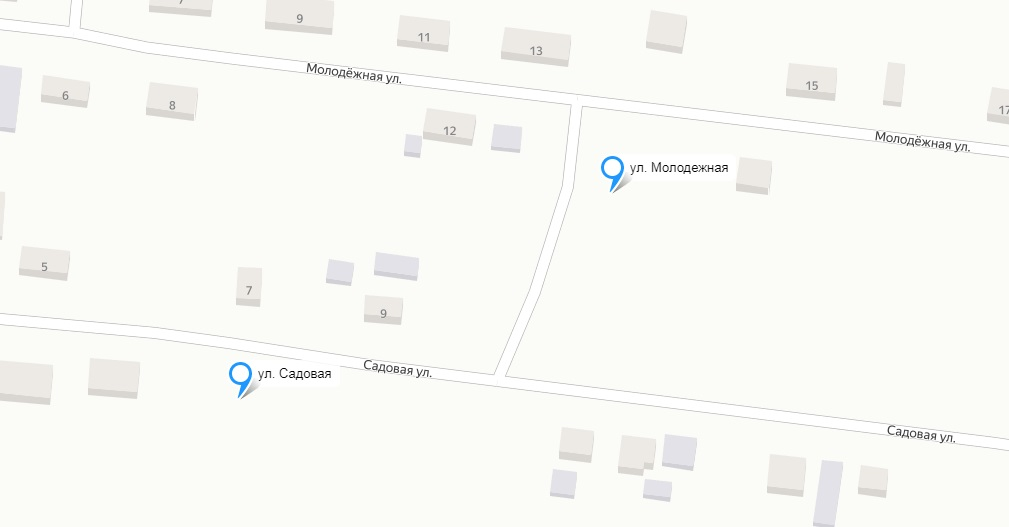 7
9
11
13
Молодёжная ул.
15
17
6
8
12
Молодёжная ул.
ул. Молодежная
5
7
9
Садовая ул.
ул. Садовая
Садовая ул.